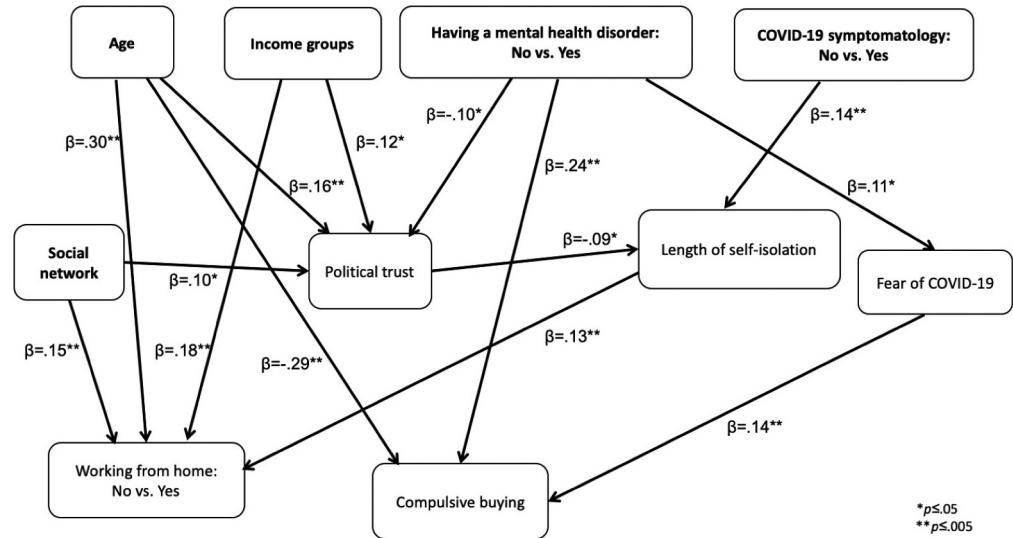 Age
Income groups
Having a mental health disorder:
No vs. Yes
COVID-19 symptomatology:
No vs. Yes
β=.30**
β=.12*
β=-.10*
β=.14**
β=.24**
β=.16**
β=.11*
Social
network
Political trust
β=-.09*
Length of self-isolation
Fear of COVID-19
β=.10*
β=.15**
β=.18**
β=-.29**
β=.13**
β=.14**
Working from home:
No vs. Yes
Compulsive buying
*p≤.05
**p≤.005